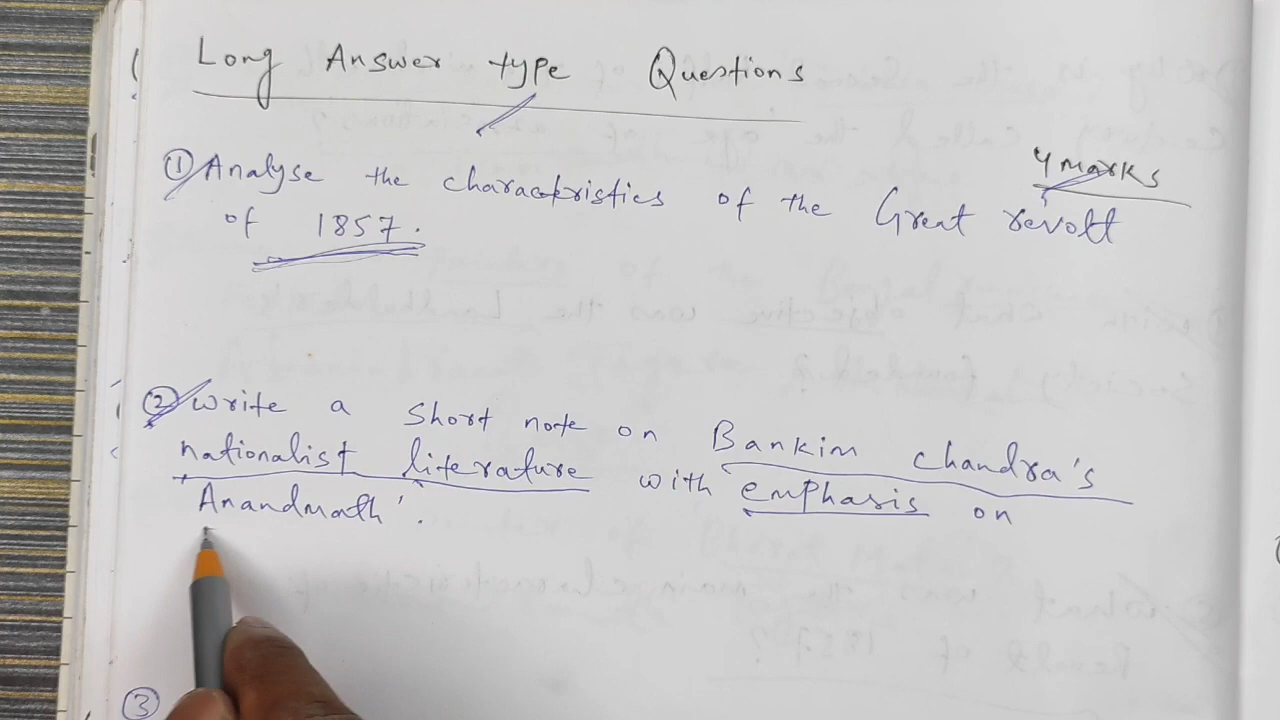 Long Answer type Questions
4 marks
① Analyse the characteristics of the Great revolt
of 1857.
② Write a short note on Bankim Chandra's
nationalist literature with emphasis on
'Anandmath'.
③